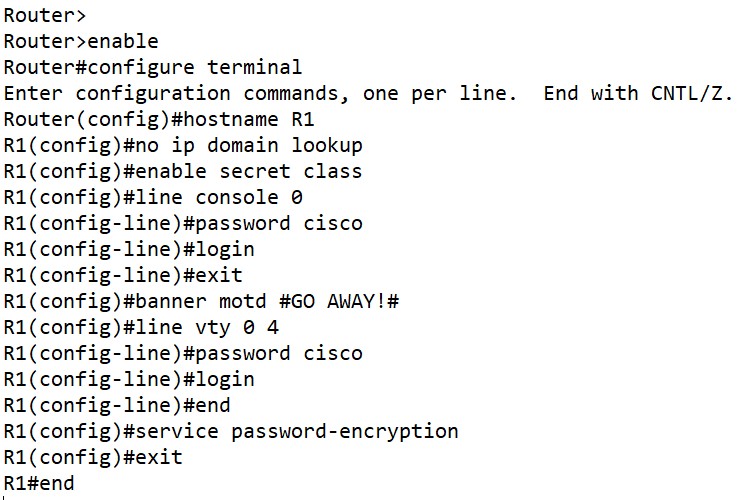 Router>
Router>enable
Router#configure terminal
Enter configuration commands, one per line.  End with CNTL/Z.
Router(config)#hostname R1
R1(config)#no ip domain lookup
R1(config)#enable secret class
R1(config)#line console 0
R1(config-line)#password cisco
R1(config-line)#login
R1(config-line)#exit
R1(config)#banner motd #GO AWAY!#
R1(config)#line vty 0 4
R1(config-line)#password cisco
R1(config-line)#login
R1(config-line)#end
R1(config)#service password-encryption
R1(config)#exit
R1#end